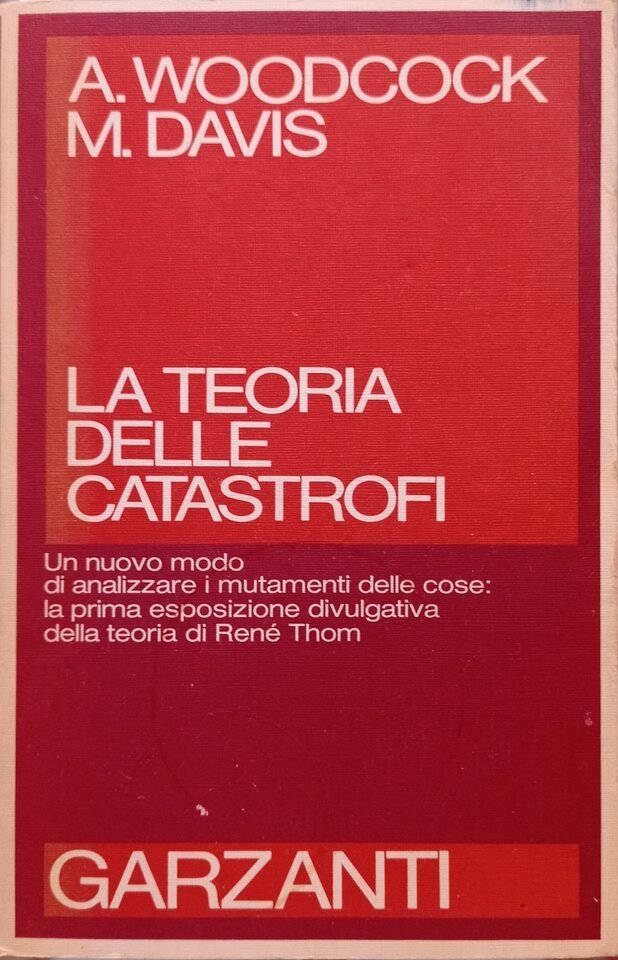 A. WOODCOCK
M. DAVIS
LA TEORIA
DELLE
CATASTROFI
Un nuovo modo
di analizzare i mutamenti delle cose:
la prima esposizione divulgativa
della teoria di René Thom
GARZANTI